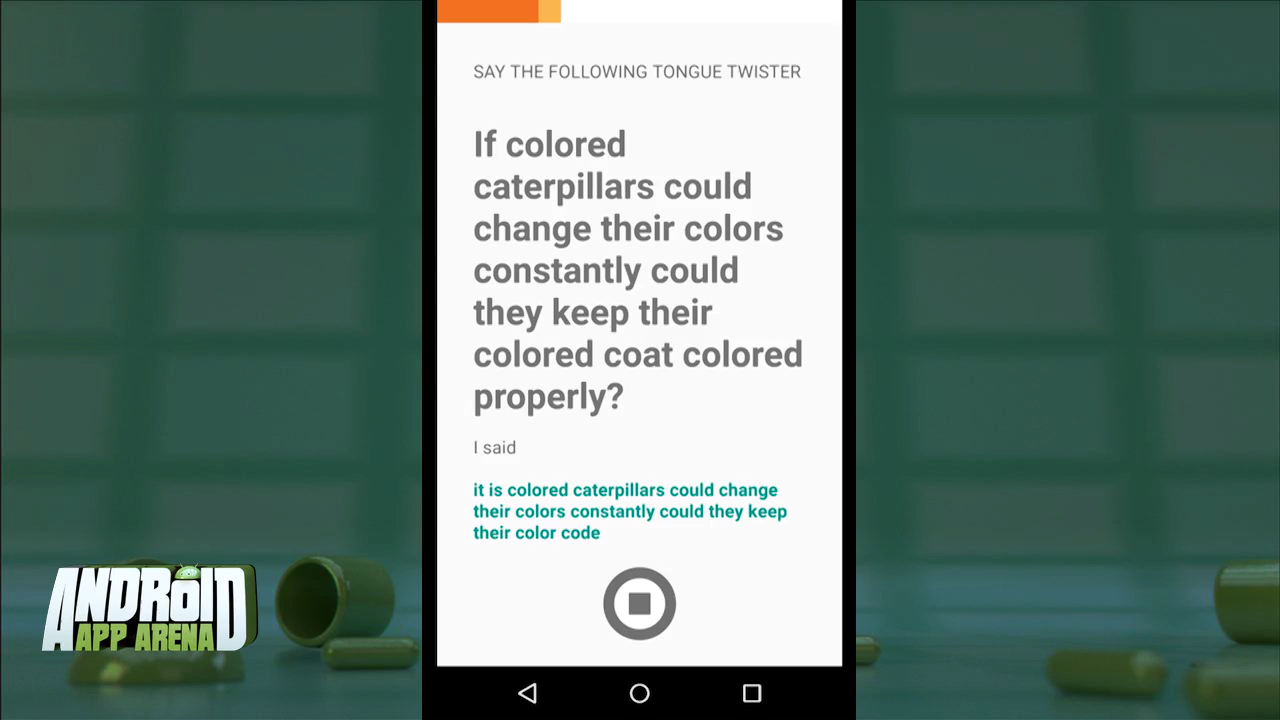 SAY THE FOLLOWING TONGUE TWISTER
If colored
caterpillars could
change their colors
constantly could
they keep their
colored coat colored
properly?
I said
it is colored caterpillars could change
their colors constantly could they keep
their color code
ANDROID
APP ARENA